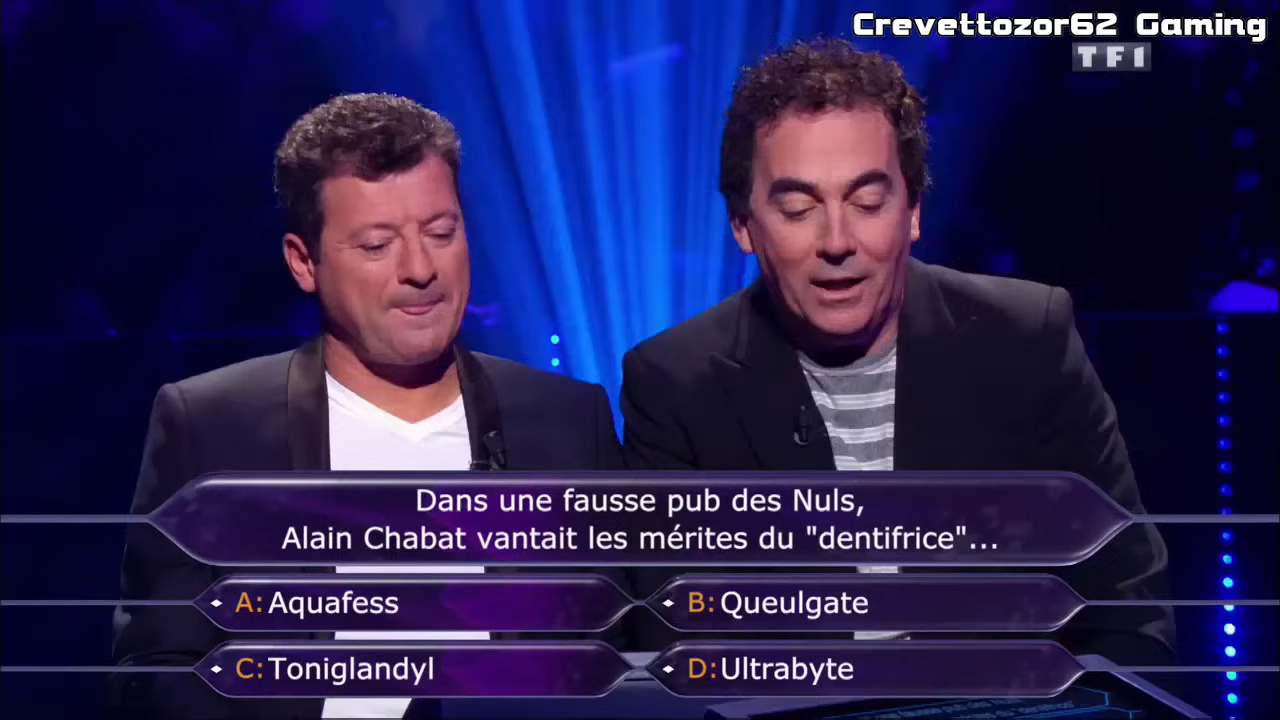 Crevettozor62 Gaming
TF1
Dans une fausse pub des Nuls,
Alain Chabat vantait les mérites du "dentifrice"...
A: Aquafess
B: Queulgate
C: Toniglandyl
D: Ultrabyte